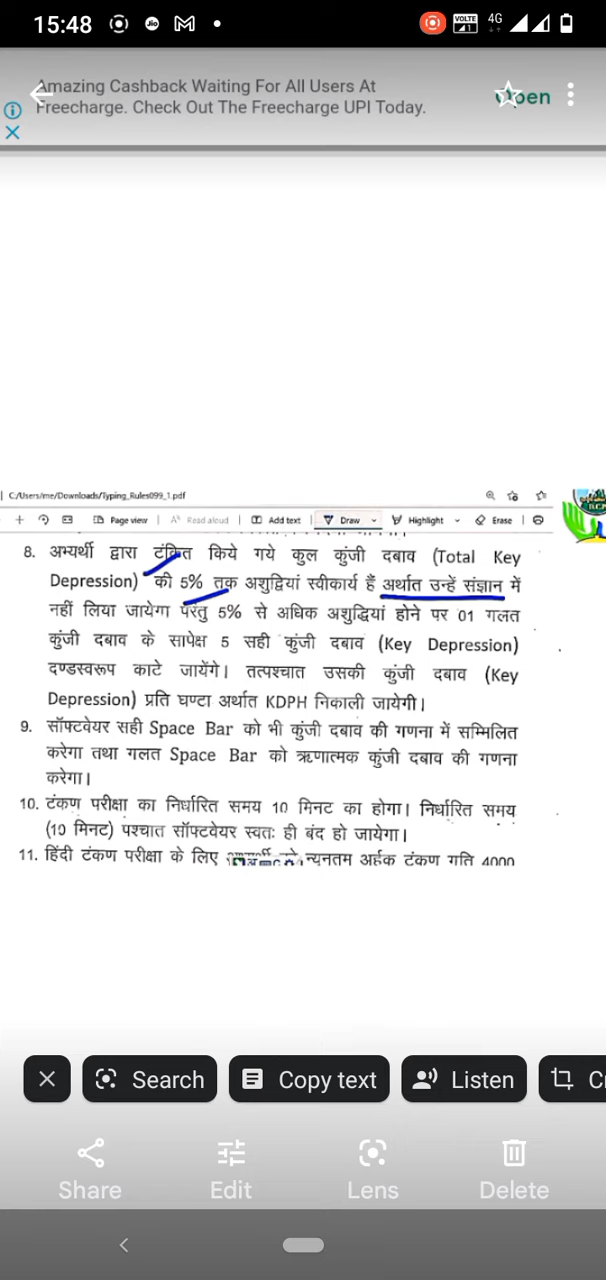 15:48
VOLTE
4G
Amazing Cashback Waiting For All Users At
Freecharge. Check Out The Freecharge UPI Today.
Open
C:/Users/me/Downloads/Typing_Rules099_1.pdf
Page view
Read aloud
Add text
Draw
Highlight
Erase
8. अभ्यर्थी द्वारा टंकित किये गये कुल कुंजी दबाव (Total Key
Depression) की 5% तक अशुद्धियां स्वीकार्य हैं अर्थात उन्हें संज्ञान में
नहीं लिया जायेगा परंतु 5% से अधिक अशुद्धियां होने पर 01 गलत
कुंजी दबाव के सापेक्ष 5 सही कुंजी दबाव (Key Depression)
दण्डस्वरूप काटे जायेंगे। तत्पश्चात उसकी कुंजी दबाव (Key
Depression) प्रति घण्टा अर्थात KDPH निकाली जायेगी।
9. सॉफ्टवेयर सही Space Bar को भी कुंजी दबाव की गणना में सम्मिलित
करेगा तथा गलत Space Bar को ऋणात्मक कुंजी दबाव की गणना
करेगा।
10. टंकण परीक्षा का निर्धारित समय 10 मिनट का होगा। निर्धारित समय
(10 मिनट) पश्चात सॉफ्टवेयर स्वतः ही बंद हो जायेगा।
11. हिंदी टंकण परीक्षा के लिए न्यूनतम अर्हक टंकण गति 4000
Search
Copy text
Listen
Share
Edit
Lens
Delete